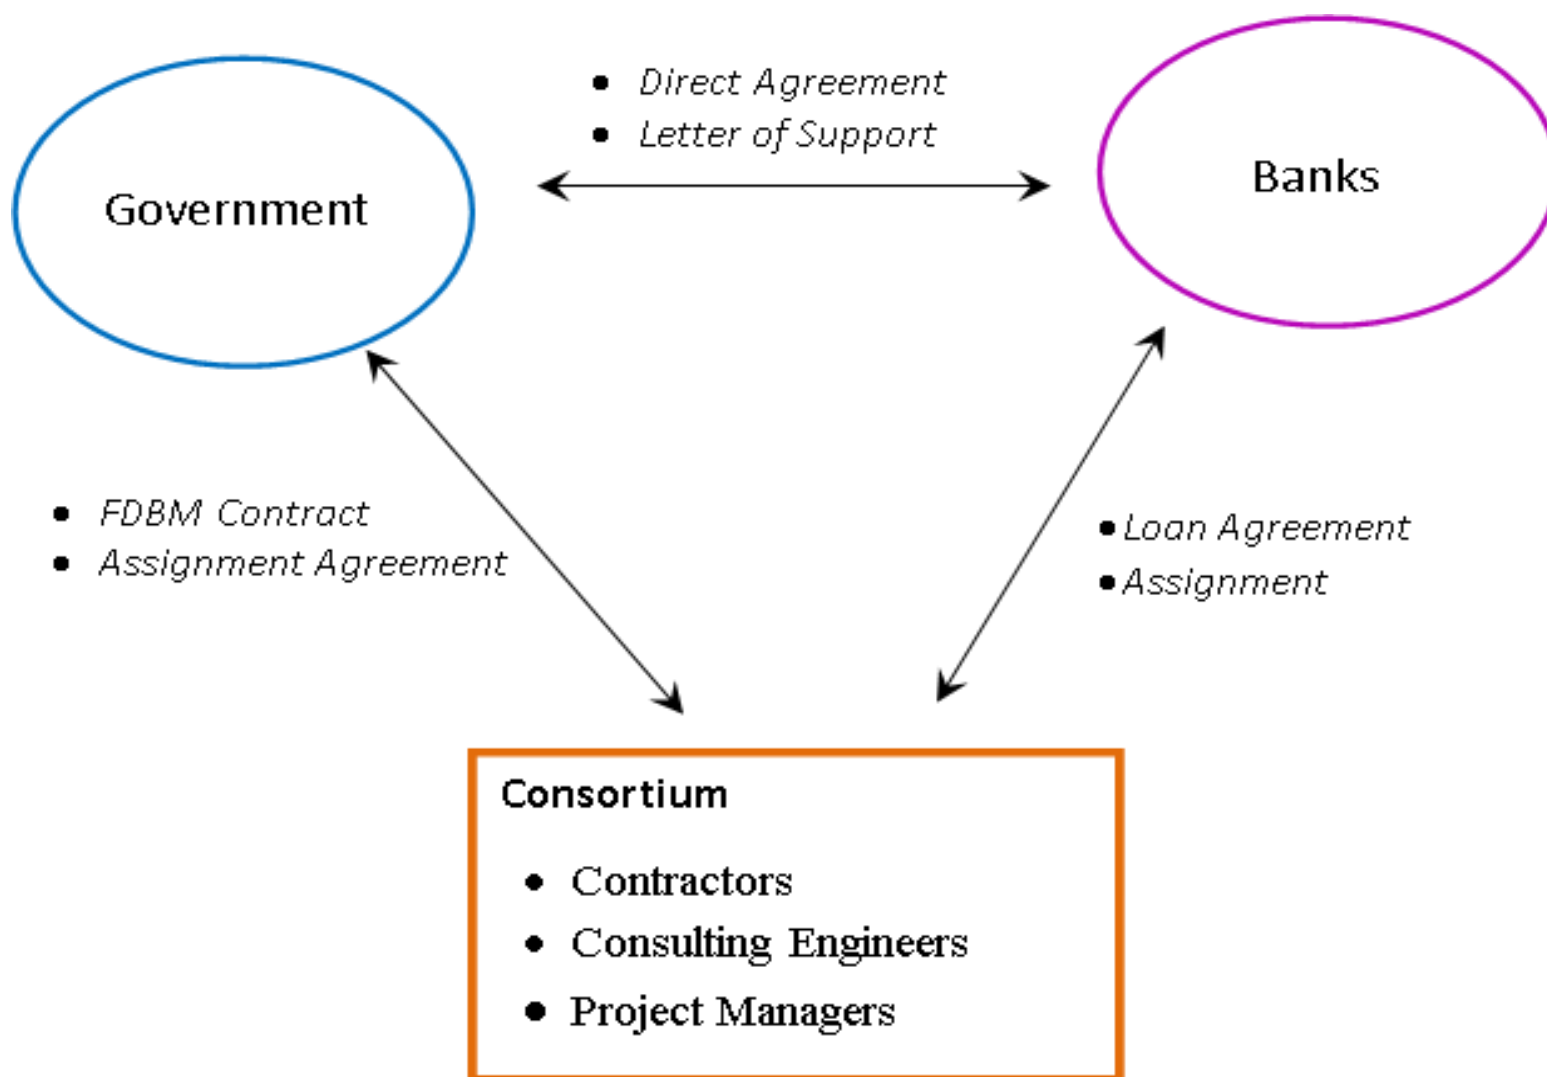 • Direct Agreement
• Letter of Support
Government
Banks
• FDBM Contract
• Assignment Agreement
• Loan Agreement
• Assignment
Consortium
• Contractors
• Consulting Engineers
• Project Managers